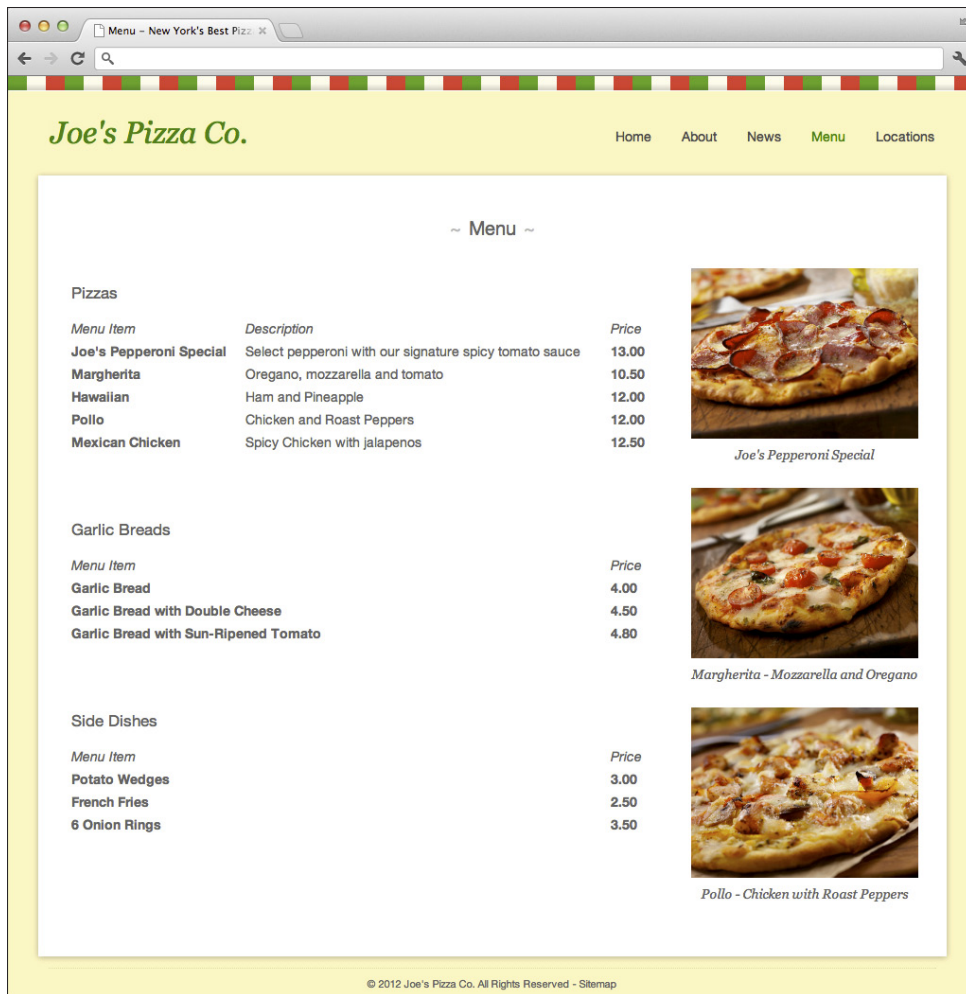 Menu ~ New York's Best Pizz
Joe's Pizza Co.
Home About News Menu Locations
~ Menu ~
Pizzas
Menu Item Description Price
Joe's Pepperoni Special Select pepperoni with our signature spicy tomato sauce 13.00
Margherita Oregano, mozzarella and tomato 10.50
Hawaiian Ham and Pineapple 12.00
Pollo Chicken and Roast Peppers 12.00
Mexican Chicken Spicy Chicken with jalapenos 12.50
Joe's Pepperoni Special
Garlic Breads
Menu Item Price
Garlic Bread 4.00
Garlic Bread with Double Cheese 4.50
Garlic Bread with Sun-Ripened Tomato 4.80
Margherita - Mozzarella and Oregano
Side Dishes
Menu Item Price
Potato Wedges 3.00
French Fries 2.50
6 Onion Rings 3.50
Pollo - Chicken with Roast Peppers
© 2012 Joe's Pizza Co. All Rights Reserved - Sitemap